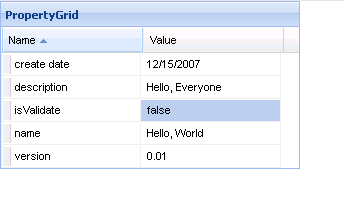 PropertyGrid
Name Value
create date 12/15/2007
description Hello, Everyone
isValidate false
name Hello, World
version 0.01